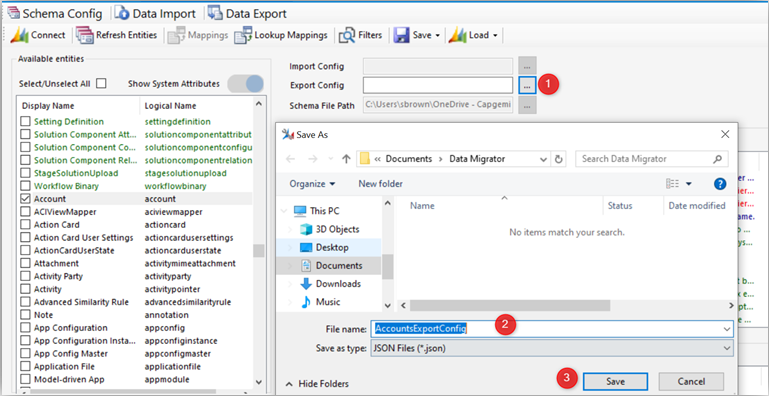 Schema Config Data Import Data Export
Connect Refresh Entities Mappings Lookup Mappings Filters Save Load
Available entities
Select/Unselect All Show System Attributes
Display Name Logical Name
Setting Definition settingdefinition
Solution Component Att... solutioncomponentattribut
Solution Component Co... solutioncomponentconfigu
Solution Component Rel... solutioncomponentrelation
StageSolutionUpload stagesolutionupload
Workflow Binary workflowbinary
Account account
ACIViewMapper aciviewmapper
Action Card actioncard
Action Card User Settings actioncardusersettings
ActionCardUserState actioncarduserstate
Attachment activitymimeattachment
Activity Party activityparty
Activity activitypointer
Advanced Similarity Rule advancedsimilarityrule
Note annotation
App Configuration appconfig
App Configuration Insta... appconfiginstance
App Config Master appconfigmaster
Application File applicationfile
Model-driven App appmodule
Import Config ...
Export Config ... 1
Schema File Path C:\Users\sbrown\OneDrive - Capgemi ...
Save As
« Documents > Data Migrator Search Data Migrator
Organize New folder
This PC
3D Objects
Desktop
Documents
Downloads
Music
Name Status Date modified
No items match your search.
File name: AccountsExportConfig 2
Save as type: JSON Files (*.json)
Hide Folders 3 Save Cancel